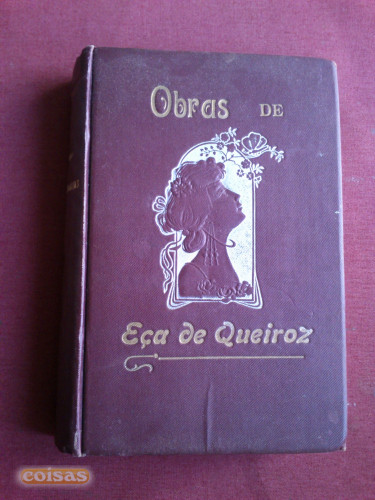 Obras DE
Eça de Queiroz
coisas